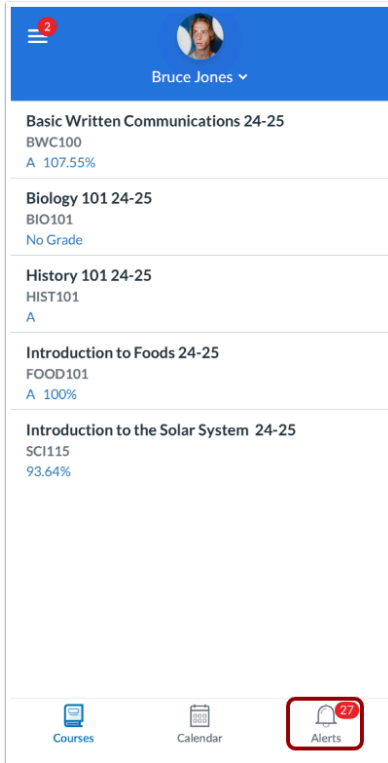 2
Bruce Jones
Basic Written Communications 24-25
BWC100
A 107.55%
Biology 101 24-25
BIO101
No Grade
History 101 24-25
HIST101
A
Introduction to Foods 24-25
FOOD101
A 100%
Introduction to the Solar System 24-25
SCI115
93.64%
27
Courses Calendar Alerts